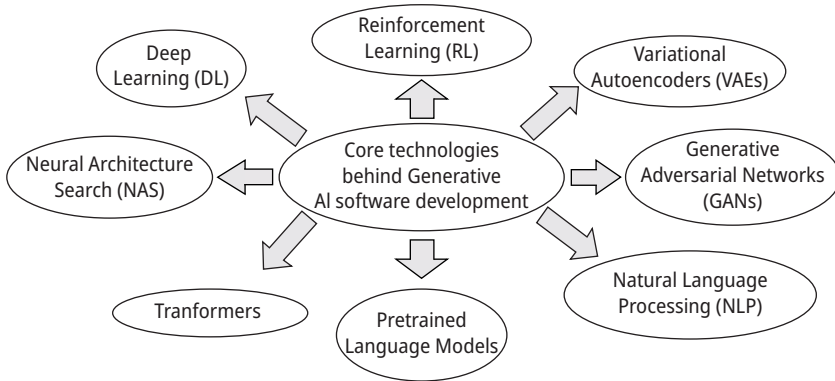 Reinforcement
Learning (RL)
Deep
Learning (DL)
Variational
Autoencoders (VAEs)
Neural Architecture
Search (NAS)
Core technologies
behind Generative
Al software development
Generative
Adversarial Networks
(GANs)
Tranformers
Pretrained
Language Models
Natural Language
Processing (NLP)